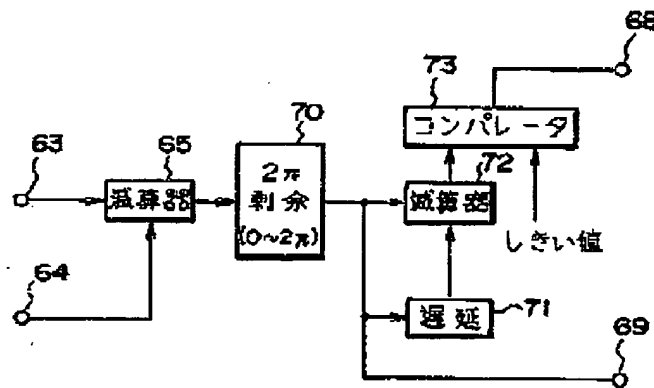 68
73
コンパレータ
70
63
65
72
減算器
2π
剰余
(0~2π)
減算器
しきい値
64
遅延
71
69